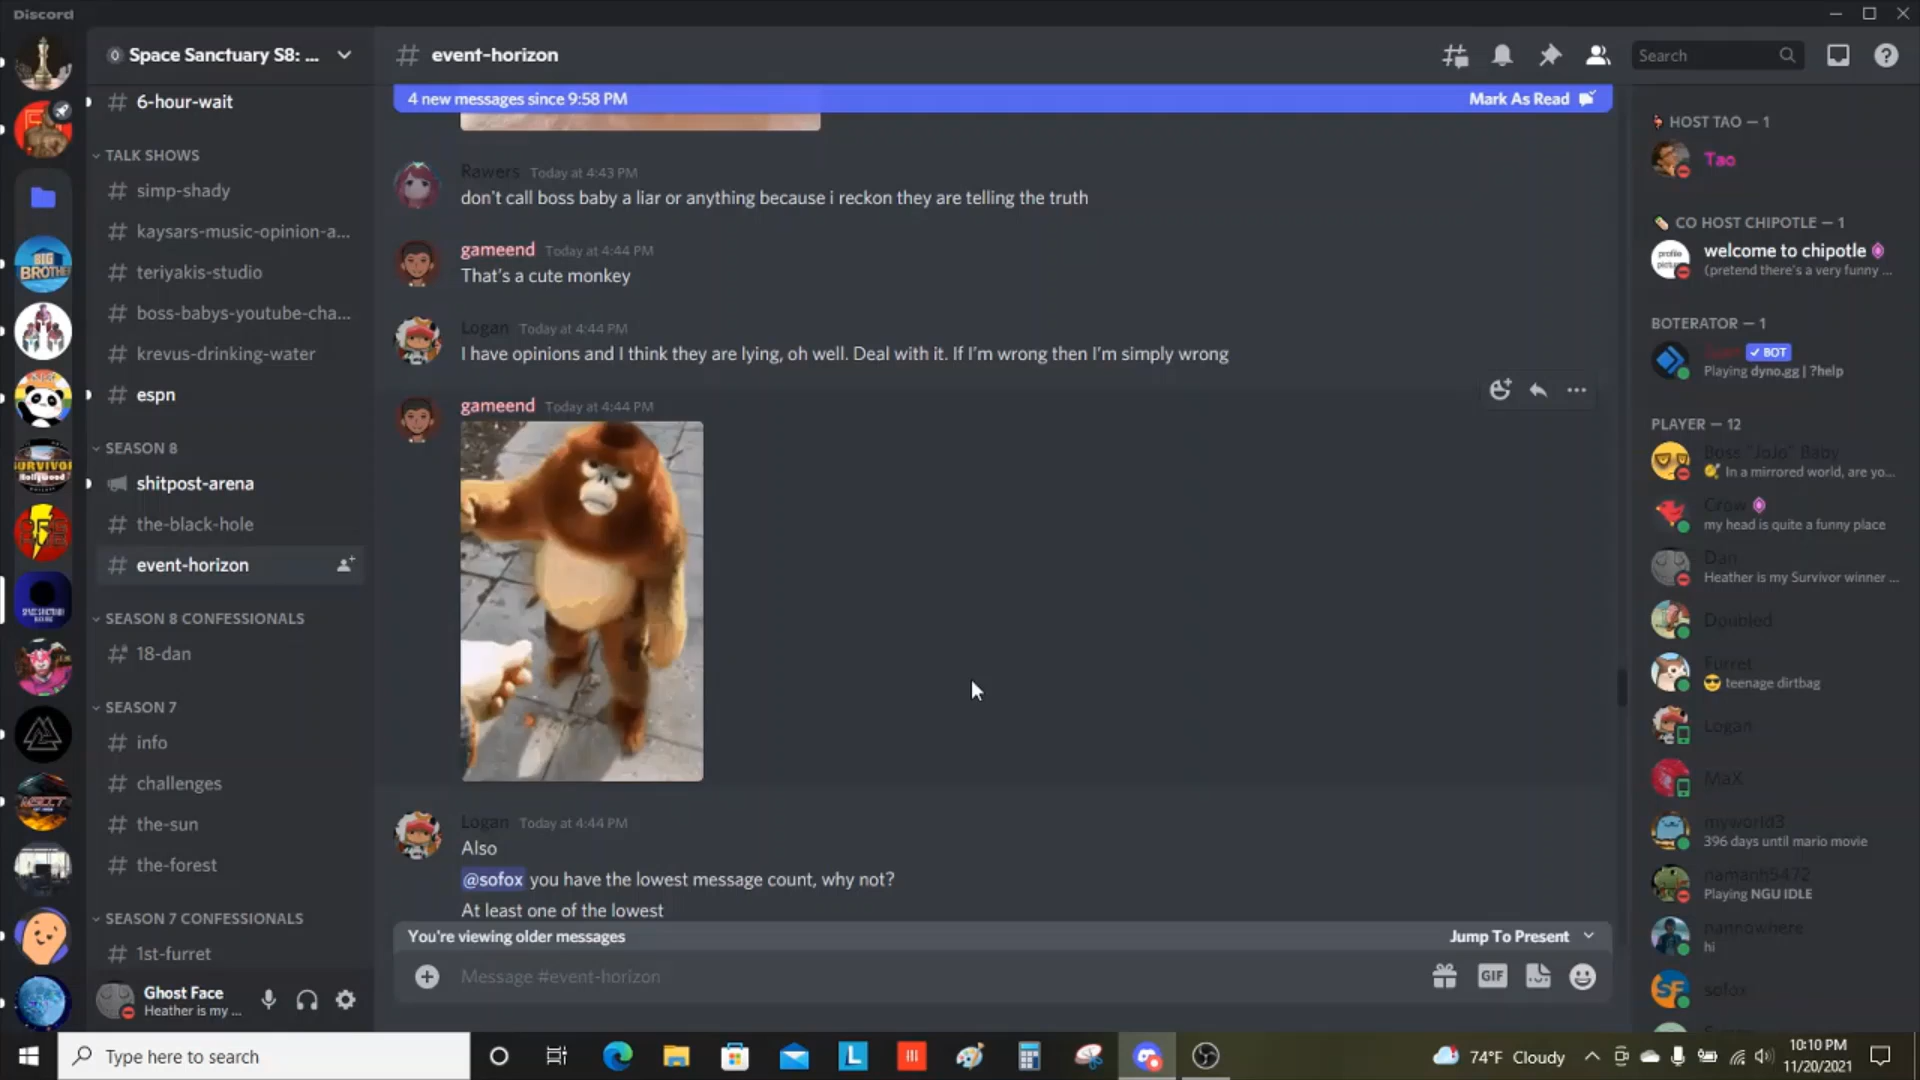 Discord
Space Sanctuary S8: ...
6-hour-wait
TALK SHOWS
simp-shady
kaysars-music-opinion-a...
teriyakis-studio
boss-babys-youtube-cha...
krevus-drinking-water
espn
SEASON 8
shitpost-arena
the-black-hole
event-horizon
SEASON 8 CONFESSIONALS
18-dan
SEASON 7
info
challenges
the-sun
the-forest
SEASON 7 CONFESSIONALS
1st-furret
Ghost Face
Heather is my ...
event-horizon
Search
4 new messages since 9:58 PM
Mark As Read
Rawers Today at 4:43 PM
don't call boss baby a liar or anything because i reckon they are telling the truth
gameend Today at 4:44 PM
That's a cute monkey
Logan Today at 4:44 PM
I have opinions and I think they are lying, oh well. Deal with it. If I'm wrong then I'm simply wrong
gameend Today at 4:44 PM
Logan Today at 4:44 PM
Also
@sofox you have the lowest message count, why not?
At least one of the lowest
You're viewing older messages
Jump To Present
Message #event-horizon
GIF
HOST TAO — 1
Tao
CO HOST CHIPOTLE — 1
welcome to chipotle
(pretend there's a very funny ...
BOTERATOR — 1
BOT
Playing dyno.gg | ?help
PLAYER — 12
Boss "JoJo" Baby
In a mirrored world, are yo...
Crow
my head is quite a funny place
Dan
Heather is my Survivor winner ...
Doubled
Furret
teenage dirtbag
Logan
MaX
myworld3
396 days until mario movie
namanh5472
Playing NGU IDLE
nannowhere
hi
sofox
BIG
BROTHER
SURVIVOR
profile
picture
SF
Type here to search
L
74°F Cloudy
10:10 PM
11/20/2021